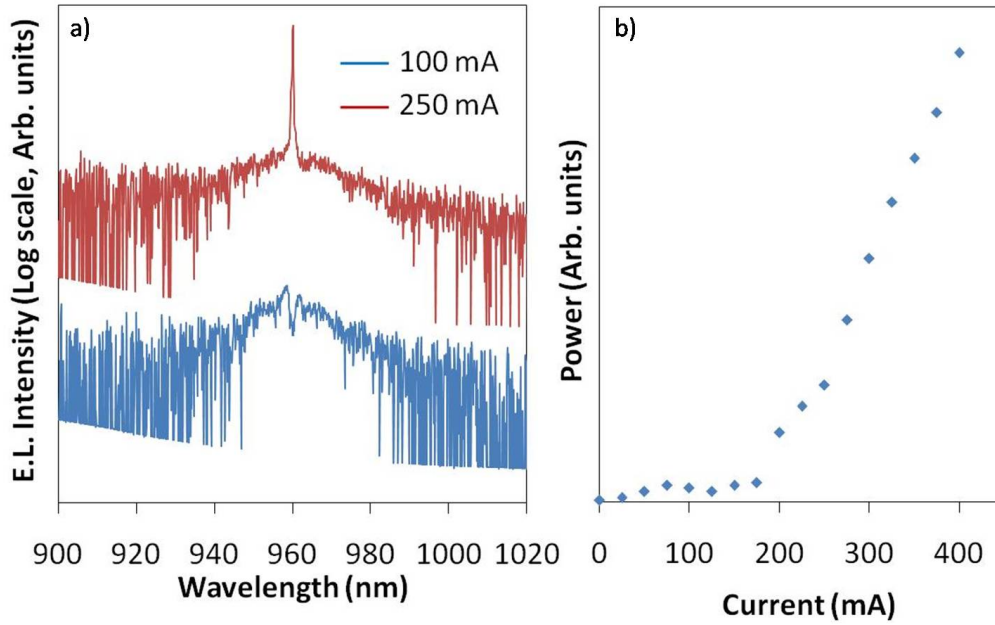 a)
100 mA
250 mA
E.L. Intensity (Log scale, Arb. units)
900 920 940 960 980 1000 1020
Wavelength (nm)
b)
Power (Arb. units)
0 100 200 300 400
Current (mA)